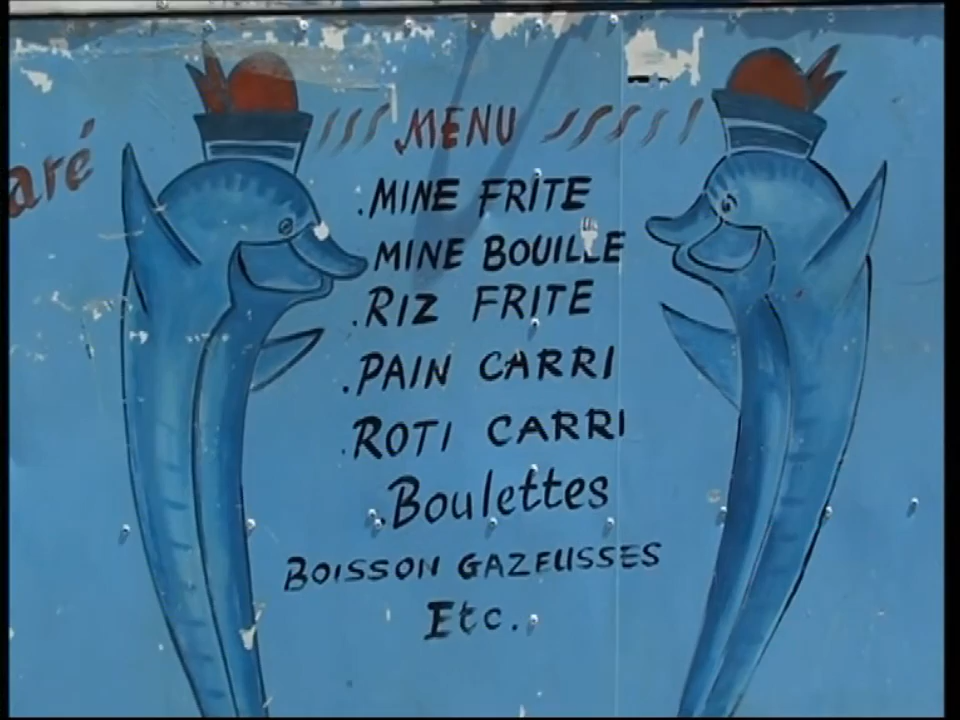 aré
MENU
.MINE FRITE
MINE BOUILLE
.RIZ FRITE
.PAIN CARRI
.ROTI CARRI
.Boulettes
BOISSON GAZEUSSES
Etc.